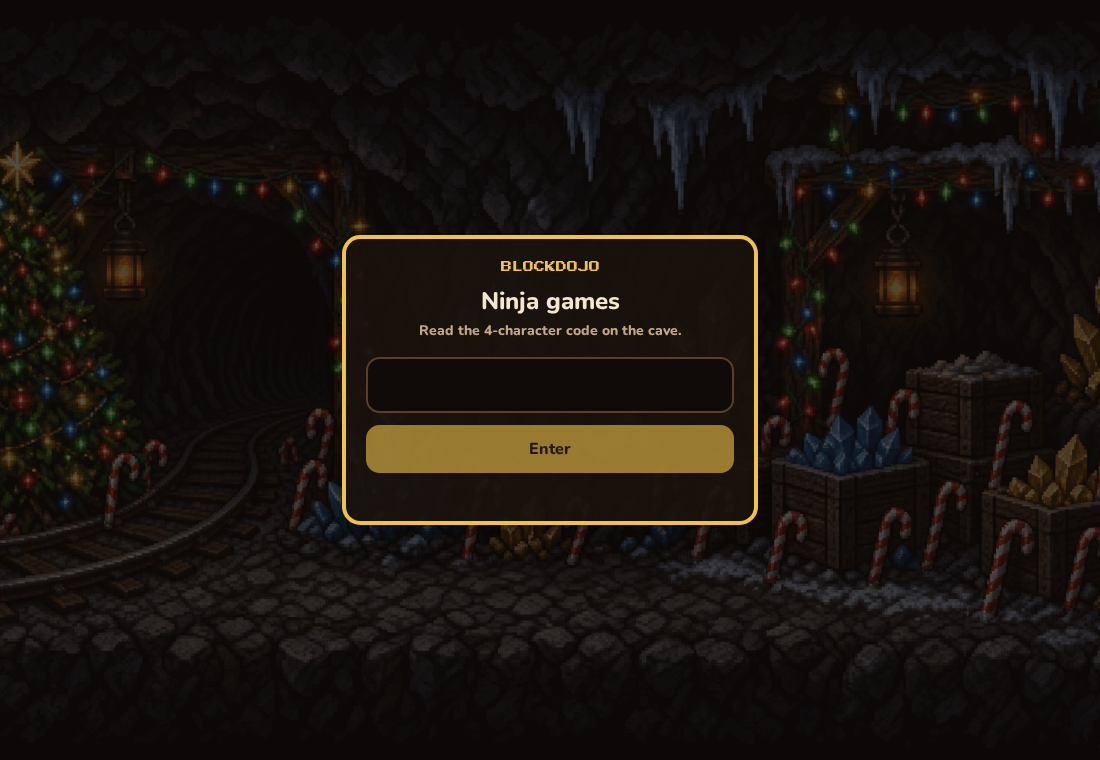 BLOCKDOJO
Ninja games
Read the 4-character code on the cave.
Enter